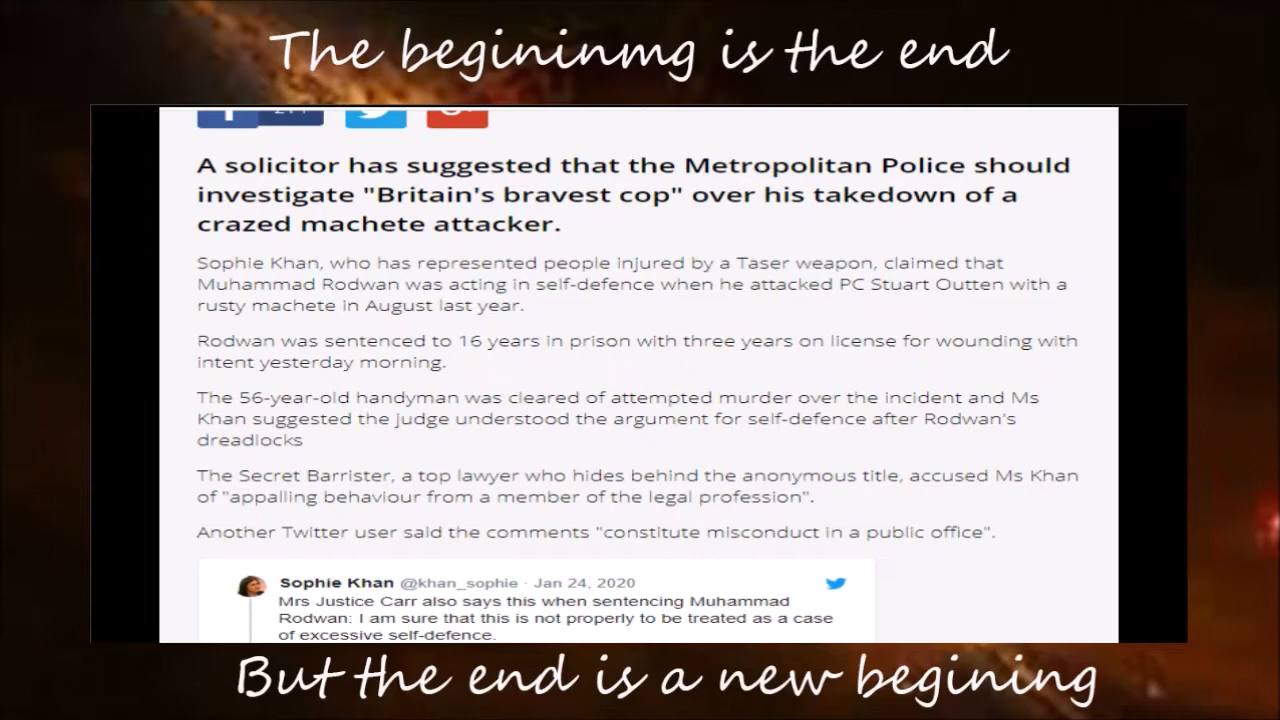 The begininmg is the end
A solicitor has suggested that the Metropolitan Police should
investigate "Britain's bravest cop" over his takedown of a
crazed machete attacker.
Sophie Khan, who has represented people injured by a Taser weapon, claimed that
Muhammad Rodwan was acting in self-defence when he attacked PC Stuart Outten with a
rusty machete in August last year.
Rodwan was sentenced to 16 years in prison with three years on license for wounding with
intent yesterday morning.
The 56-year-old handyman was cleared of attempted murder over the incident and Ms
Khan suggested the judge understood the argument for self-defence after Rodwan's
dreadlocks
The Secret Barrister, a top lawyer who hides behind the anonymous title, accused Ms Khan
of "appalling behaviour from a member of the legal profession".
Another Twitter user said the comments "constitute misconduct in a public office".
Sophie Khan @khan_sophie · Jan 24, 2020
Mrs Justice Carr also says this when sentencing Muhammad
Rodwan: I am sure that this is not properly to be treated as a case
of excessive self-defence.
But the end is a new begining